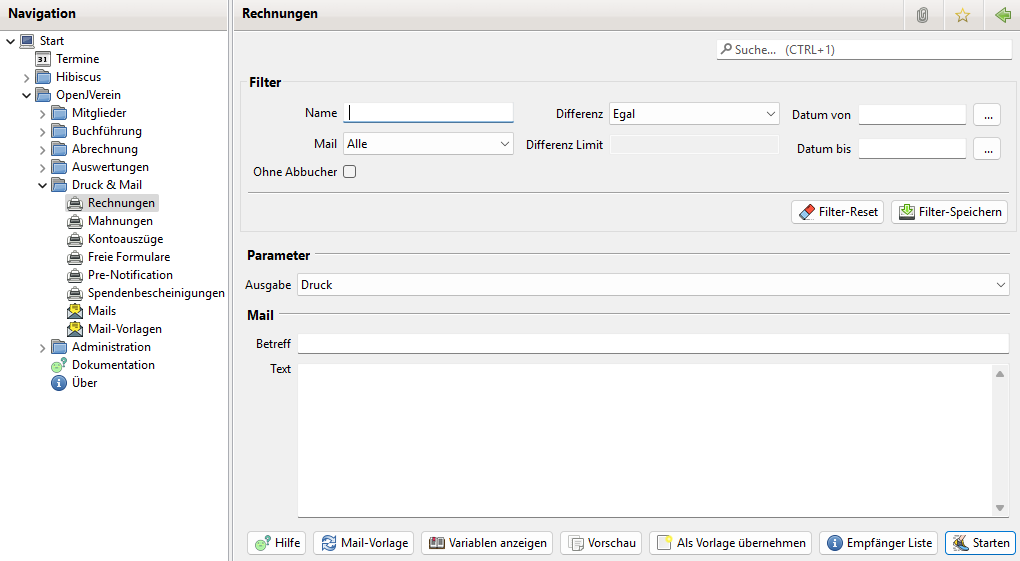 Navigation
Start
31 Termine
Hibiscus
OpenJVerein
Mitglieder
Buchführung
Abrechnung
Auswertungen
Druck & Mail
Rechnungen
Mahnungen
Kontoauszüge
Freie Formulare
Pre-Notification
Spendenbescheinigungen
Mails
Mail-Vorlagen
Administration
Dokumentation
Über
Rechnungen
Suche... (CTRL+1)
Filter
Name Differenz Egal Datum von ...
Mail Alle Differenz Limit Datum bis ...
Ohne Abbucher
Filter-Reset Filter-Speichern
Parameter
Ausgabe Druck
Mail
Betreff
Text
Hilfe Mail-Vorlage Variablen anzeigen Vorschau Als Vorlage übernehmen Empfänger Liste Starten